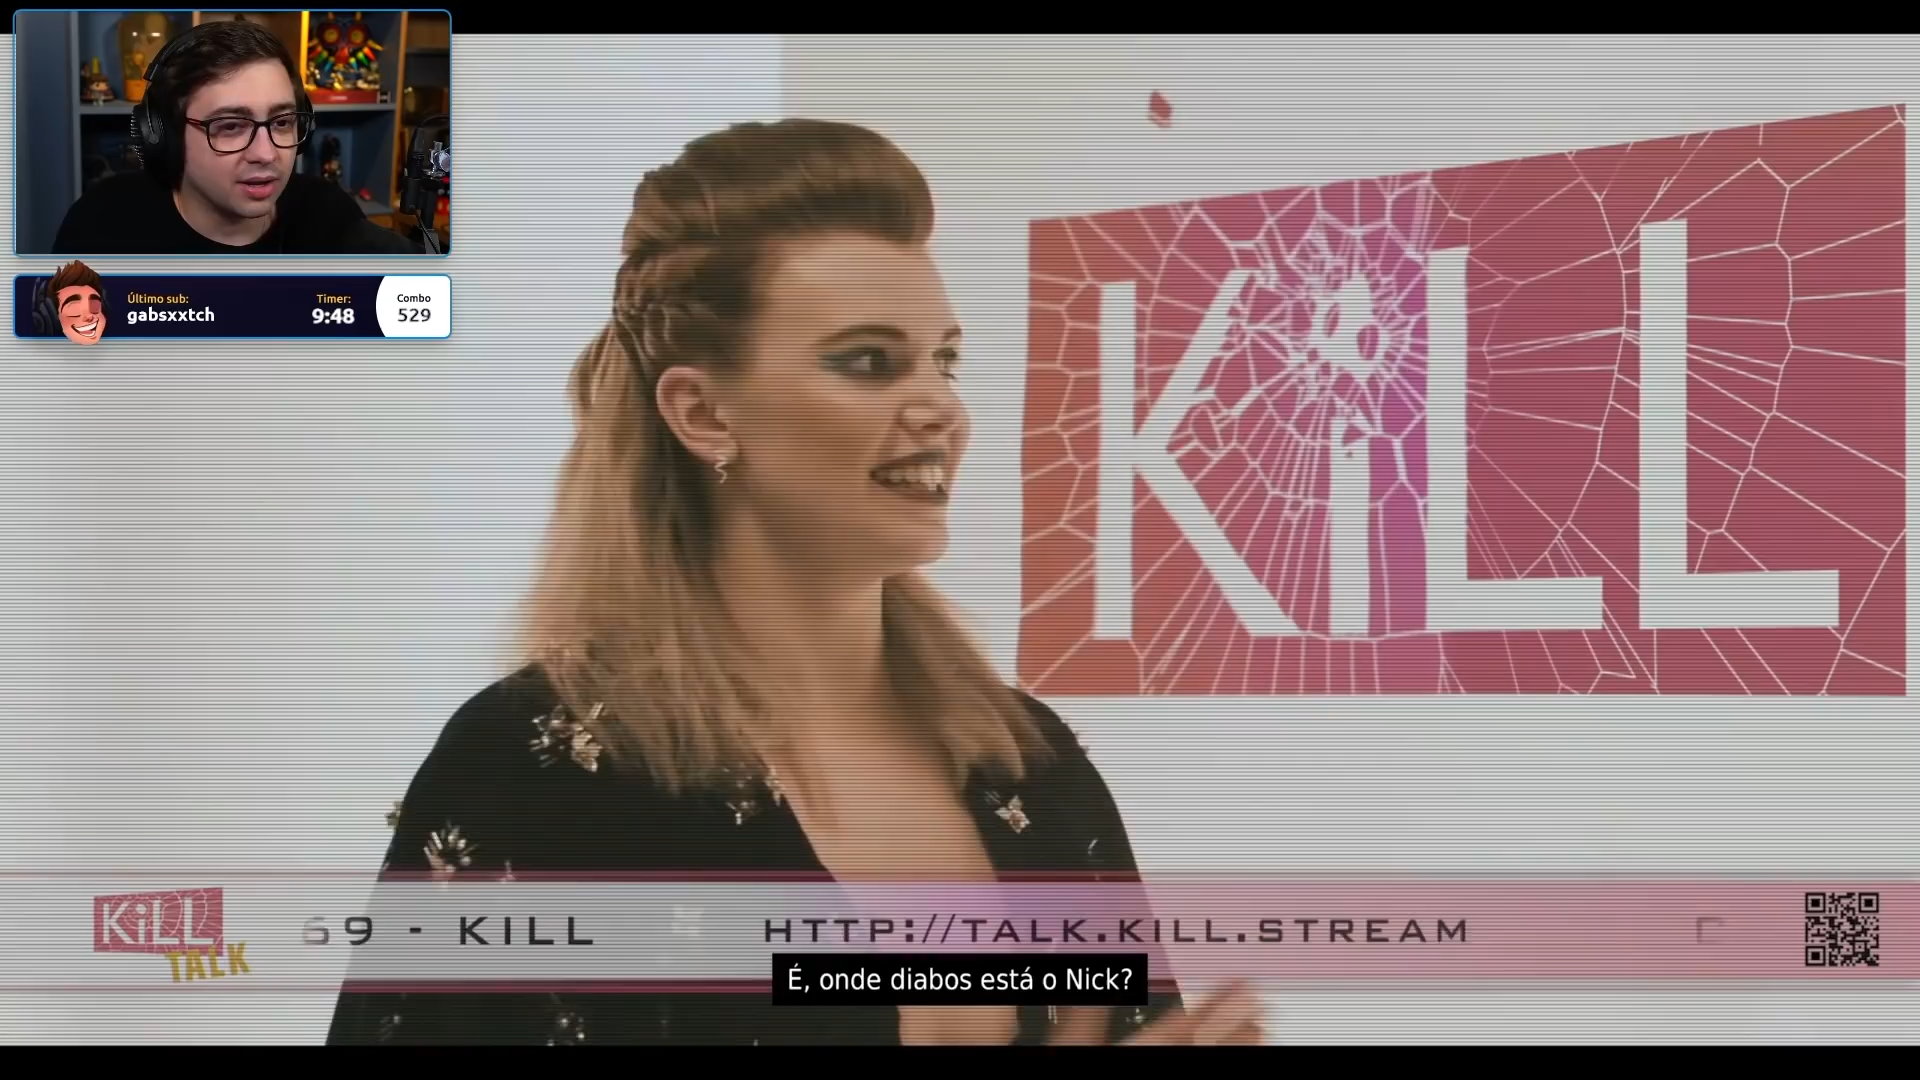 Último sub:
gabsxxtch
Timer:
9:48
Combo
529
KiLL
KiLL
TALK
69 - KILL
HTTP://TALK.KILL.STREAM
É, onde diabos está o Nick?